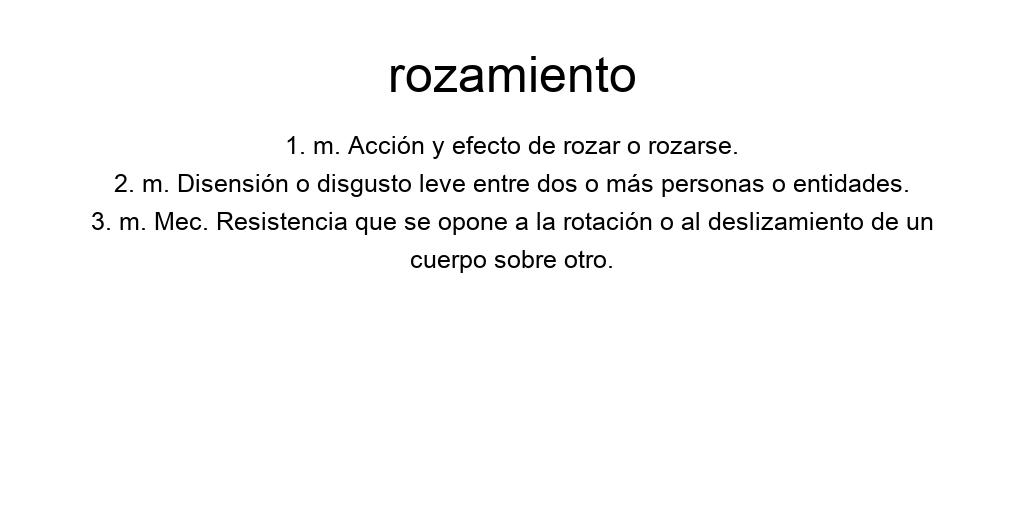 rozamiento
1. m. Acción y efecto de rozar o rozarse.
2. m. Disensión o disgusto leve entre dos o más personas o entidades.
3. m. Mec. Resistencia que se opone a la rotación o al deslizamiento de un
cuerpo sobre otro.